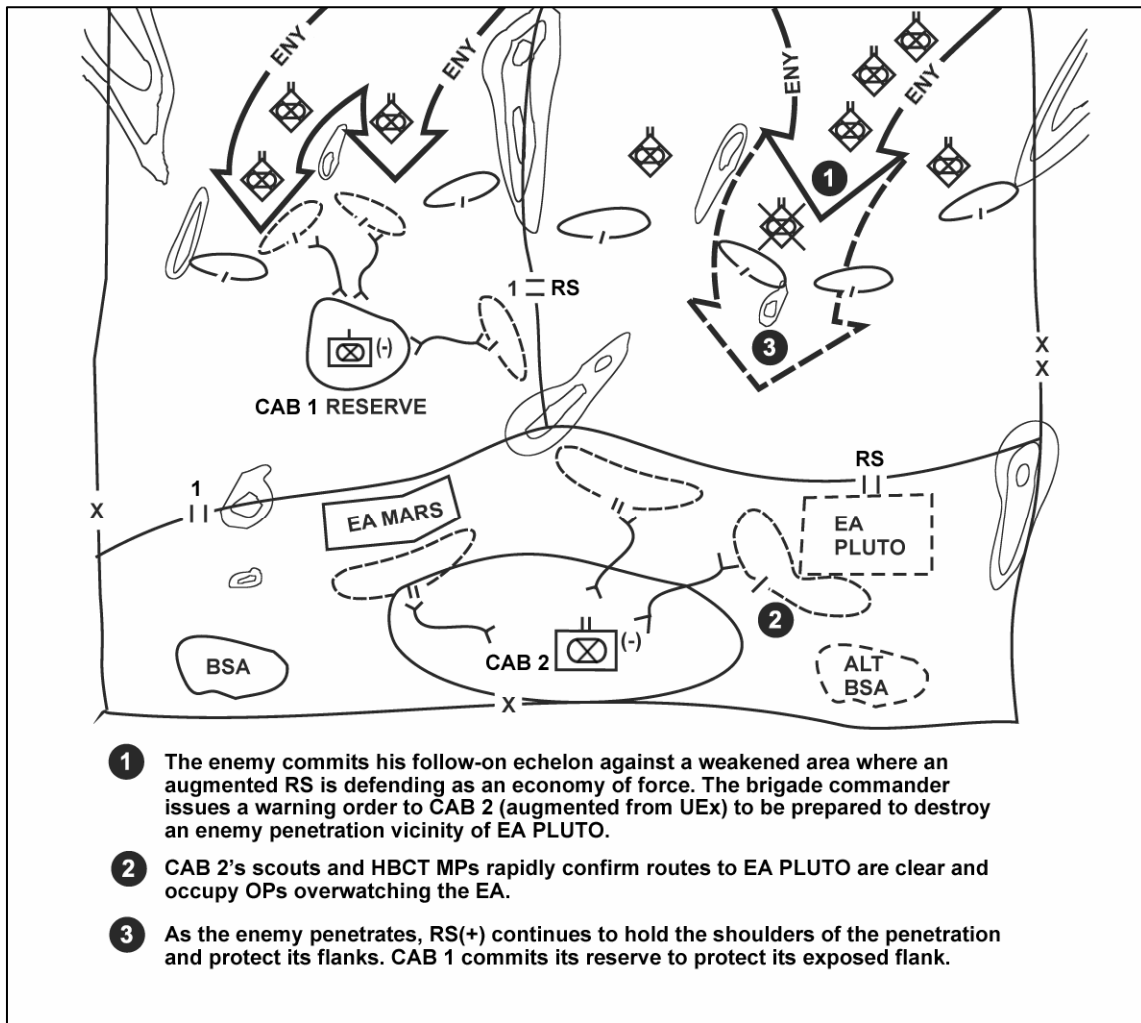 ENY
ENY
ENY
ENY
1
1 RS
(-)
3
CAB 1 RESERVE
X
X
RS
1
X
EA MARS
EA
PLUTO
2
(-)
CAB 2
BSA
ALT
BSA
X
1 The enemy commits his follow-on echelon against a weakened area where an
augmented RS is defending as an economy of force. The brigade commander
issues a warning order to CAB 2 (augmented from UEx) to be prepared to destroy
an enemy penetration vicinity of EA PLUTO.
2 CAB 2's scouts and HBCT MPs rapidly confirm routes to EA PLUTO are clear and
occupy OPs overwatching the EA.
3 As the enemy penetrates, RS(+) continues to hold the shoulders of the penetration
and protect its flanks. CAB 1 commits its reserve to protect its exposed flank.